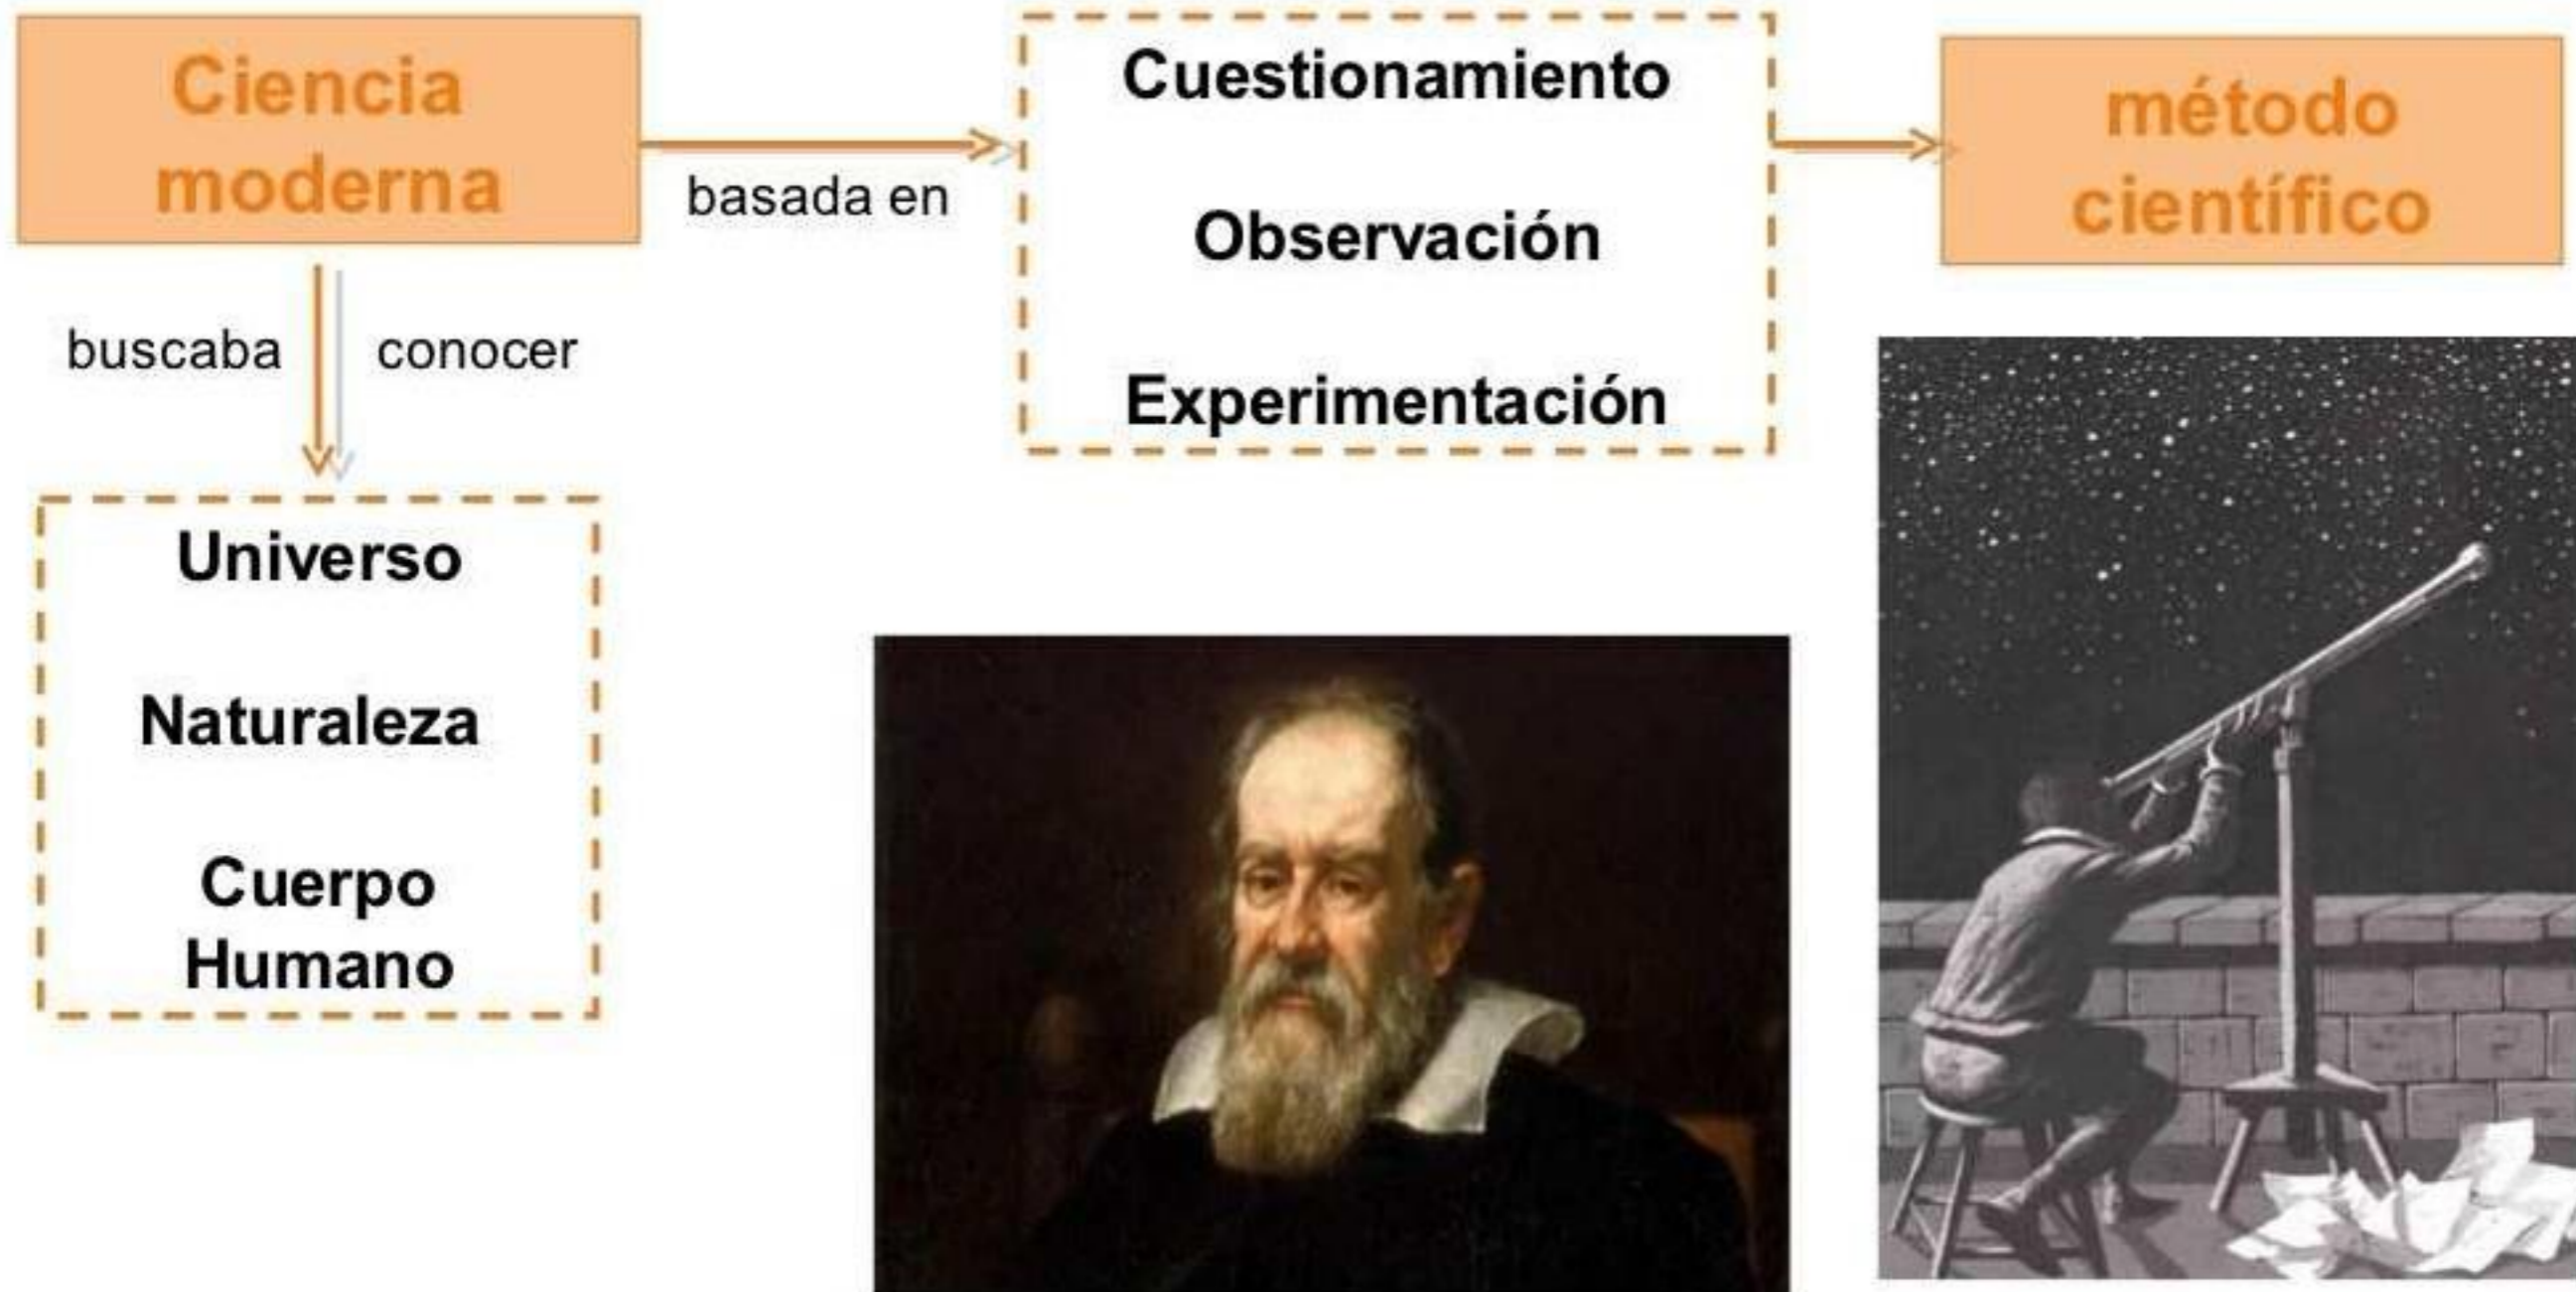 Ciencia
moderna
basada en
Cuestionamiento
Observación
Experimentación
método
científico
buscaba conocer
Universo
Naturaleza
Cuerpo
Humano